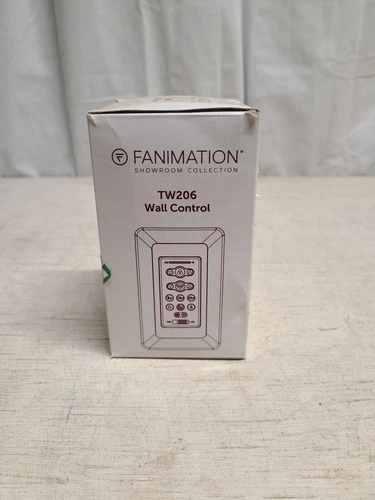 FANIMATION®
SHOWROOM COLLECTION
TW206
Wall Control